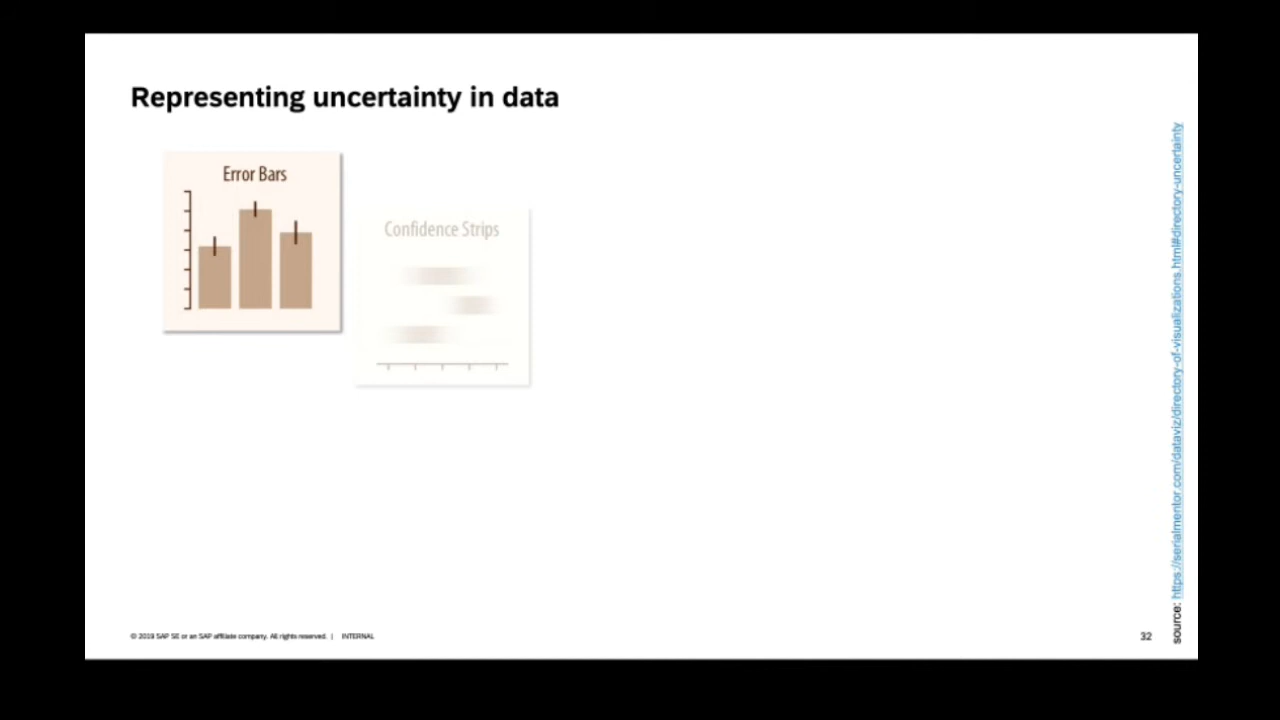 Representing uncertainty in data
Error Bars
Confidence Strips
source: https://serialmentor.com/dataviz/directory-of-visualizations.html#directory-uncertainty
© 2019 SAP SE or an SAP affiliate company. All rights reserved. | INTERNAL
32